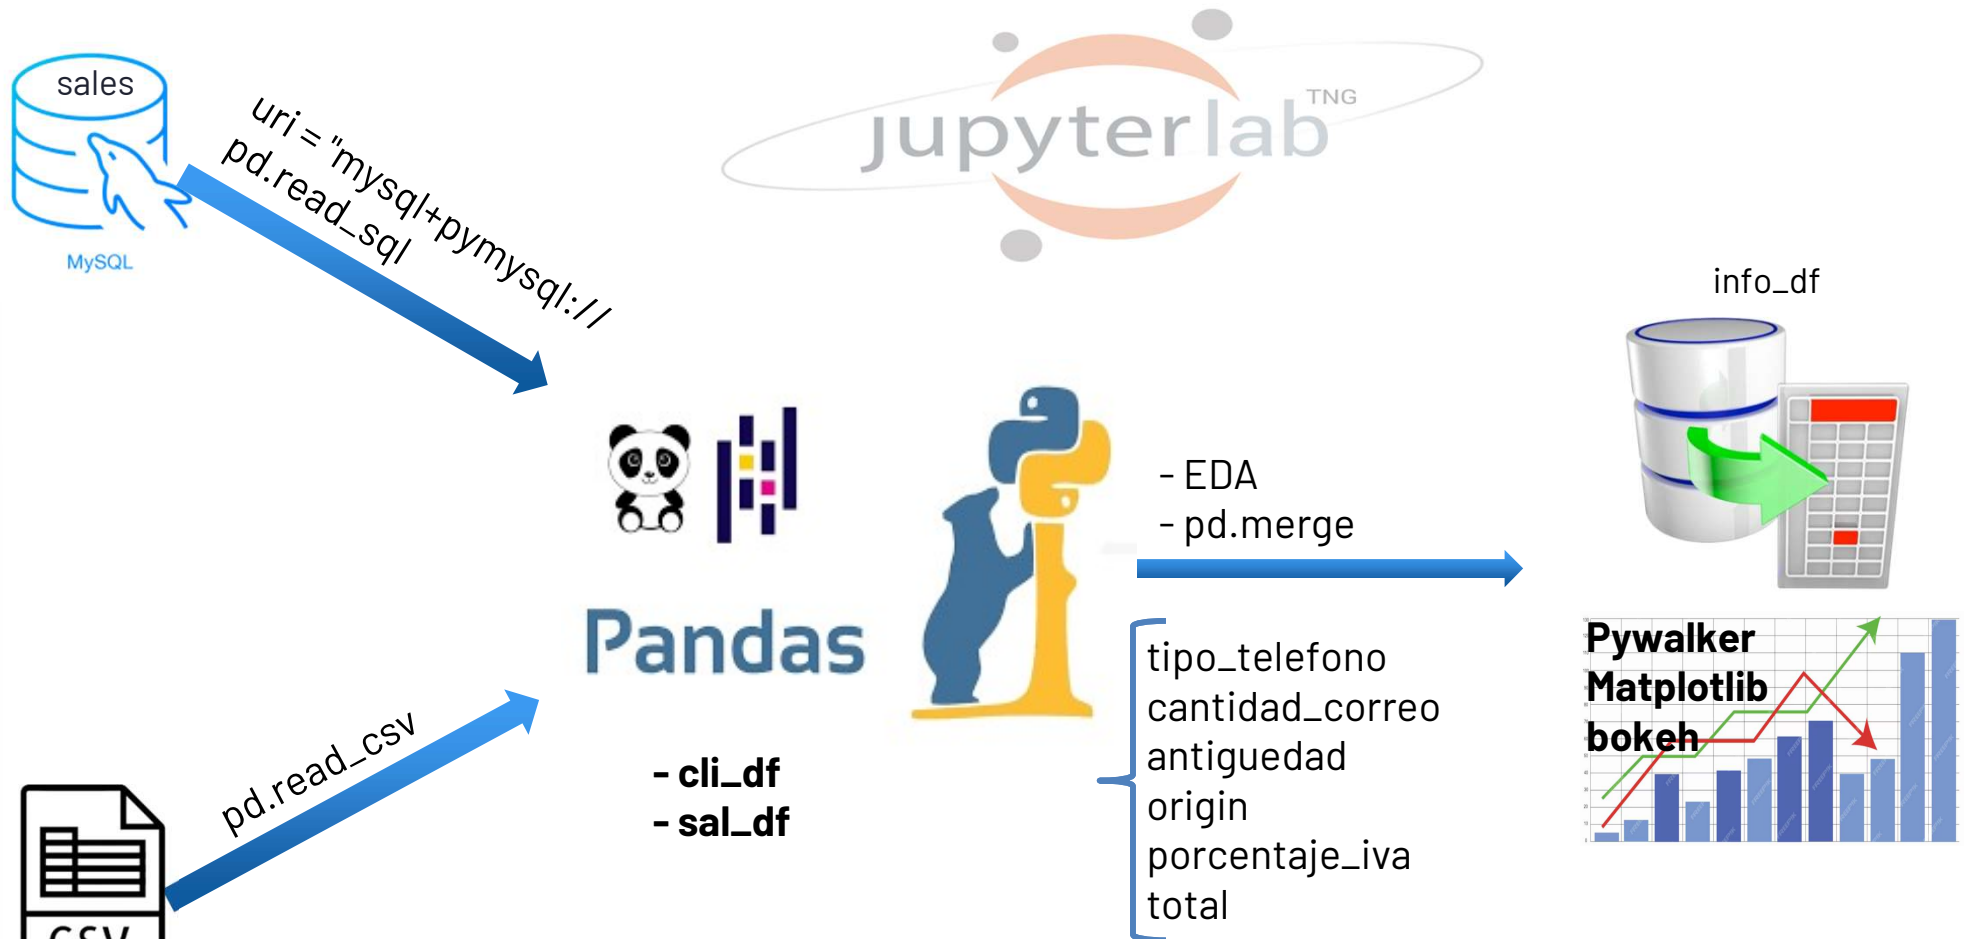 sales
MySQL
uri = "mysql+pymysql://
pd.read_sql
jupyterlab
TNG
info_df
Pandas
- EDA
- pd.merge
pd.read_csv
CSV
- cli_df
- sal_df
tipo_telefono
cantidad_correo
antiguedad
origin
porcentaje_iva
total
Pywalker
Matplotlib
bokeh